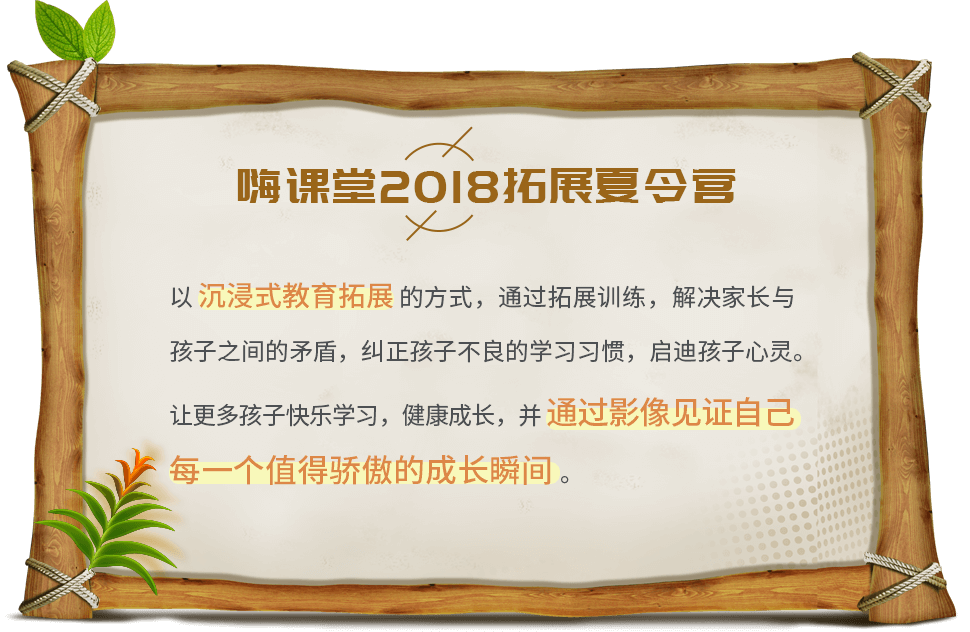 嗨课堂2018拓展夏令营
以 沉浸式教育拓展 的方式，通过拓展训练，解决家长与
孩子之间的矛盾，纠正孩子不良的学习习惯，启迪孩子心灵。
让更多孩子快乐学习，健康成长，并 通过影像见证自己
每一个值得骄傲的成长瞬间 。